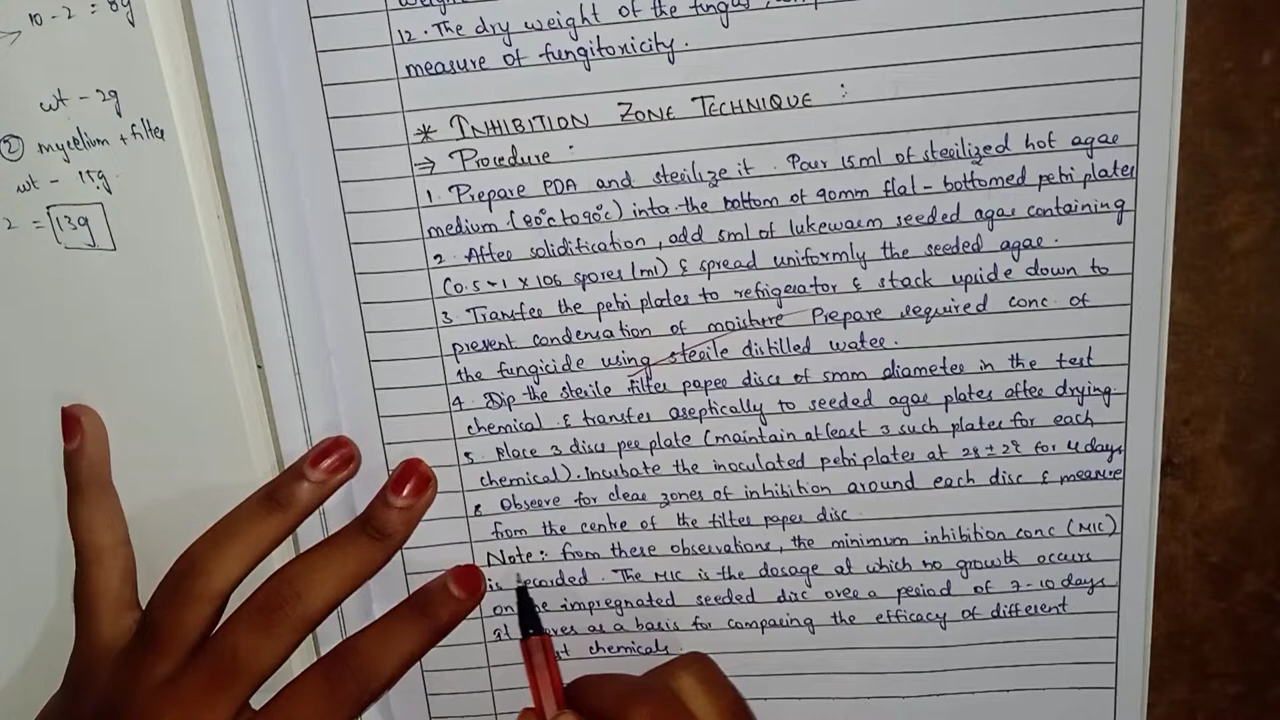 10 - 2 = 8g
wt - 2g
② mycelium + filter
wt - 15g
2 = 13g
12. The dry weight of the fungus
measure of fungitoxicity.
* INHIBITION ZONE TECHNIQUE :
→ Procedure :
1. Prepare PDA and sterilize it. Pour 15ml of sterilized hot agar
medium (80°c to 90°c) into the bottom of 90mm flat-bottomed petri plates
2. After solidification, add 5ml of lukewarm seeded agar containing
(0.5 - 1 x 106 spores/ml) & spread uniformly the seeded agar.
3. Transfer the petri plates to refrigerator & stack upside down to
present condensation of moisture Prepare required conc. of
the fungicide using sterile distilled water.
4. Dip the sterile filter paper discs of 5mm diameter in the test
chemical & transfer aseptically to seeded agar plates after drying.
5. Place 3 discs per plate (maintain atleast 3 such plates for each
chemical). Incubate the inoculated petri plates at 28 ± 2°c for 4 days
Observe for clear zones of inhibition around each disc & measure
from the centre of the filter paper disc
Note: from these observations, the minimum inhibition conc (MIC)
is recorded. The MIC is the dosage at which no growth occurs
on impregnated seeded disc over a period of 7-10 days
as a basis for comparing the efficacy of different
chemicals.